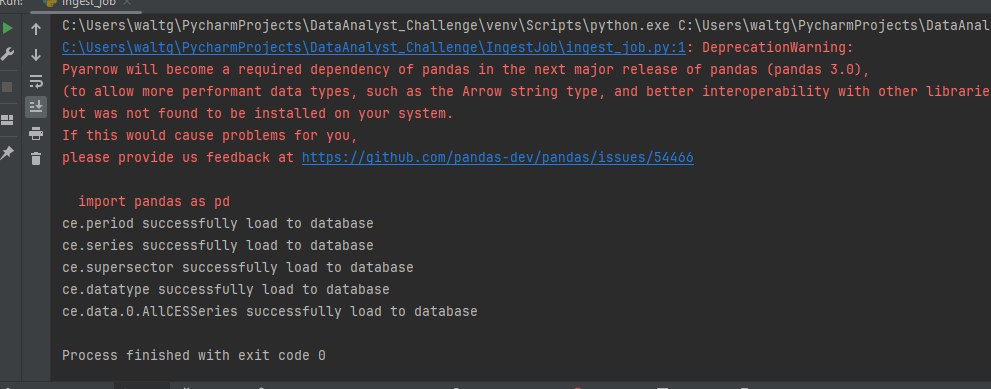 Run:
ingest_job
C:\Users\waltg\PycharmProjects\DataAnalyst_Challenge\venv\Scripts\python.exe C:\Users\waltg\PycharmProjects\DataAnal
C:\Users\waltg\PycharmProjects\DataAnalyst_Challenge\IngestJob\ingest_job.py:1: DeprecationWarning:
Pyarrow will become a required dependency of pandas in the next major release of pandas (pandas 3.0),
(to allow more performant data types, such as the Arrow string type, and better interoperability with other libraries
but was not found to be installed on your system.
If this would cause problems for you,
please provide us feedback at https://github.com/pandas-dev/pandas/issues/54466
import pandas as pd
ce.period successfully load to database
ce.series successfully load to database
ce.supersector successfully load to database
ce.datatype successfully load to database
ce.data.0.AllCESSeries successfully load to database
Process finished with exit code 0